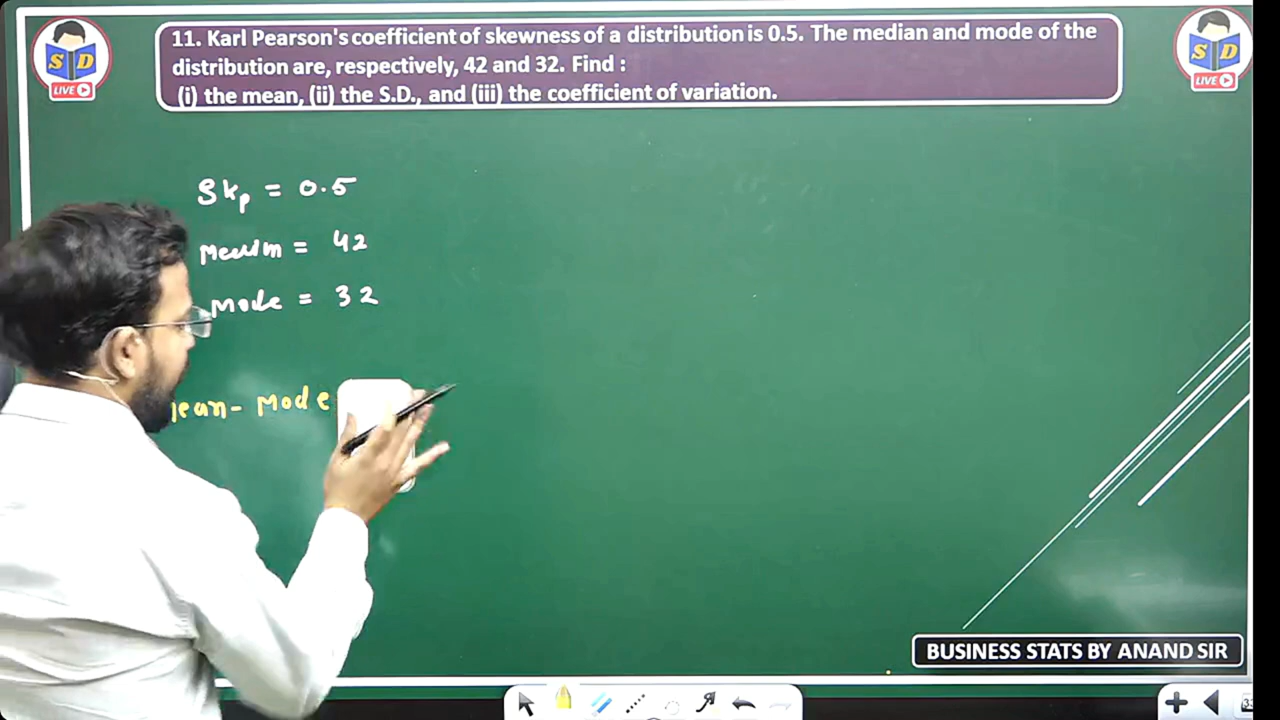 S D
LIVE
11. Karl Pearson's coefficient of skewness of a distribution is 0.5. The median and mode of the
distribution are, respectively, 42 and 32. Find :
(i) the mean, (ii) the S.D., and (iii) the coefficient of variation.
S D
LIVE
Skp = 0.5
Median = 42
Mode = 32
ean - Mode
BUSINESS STATS BY ANAND SIR